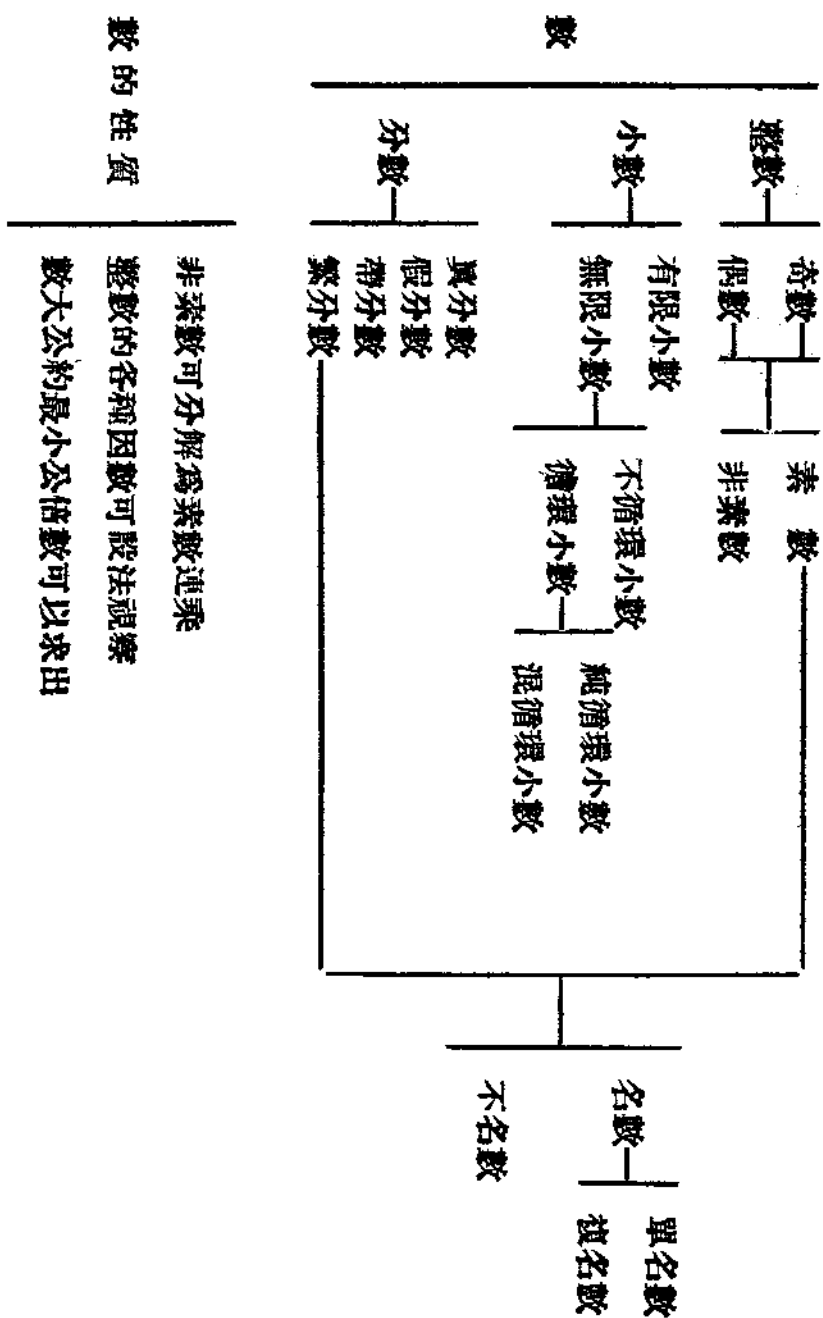 數
整數
奇數
偶數
素 數
非素數
小數
有限小數
無限小數
不循環小數
循環小數
純循環小數
混循環小數
分數
眞分數
假分數
帶分數
繁分數
名數
單名數
複名數
不名數
數的性質
非素數可分解爲素數連乘
整數的各種因數可設法視察
數大公約最小公倍數可以求出